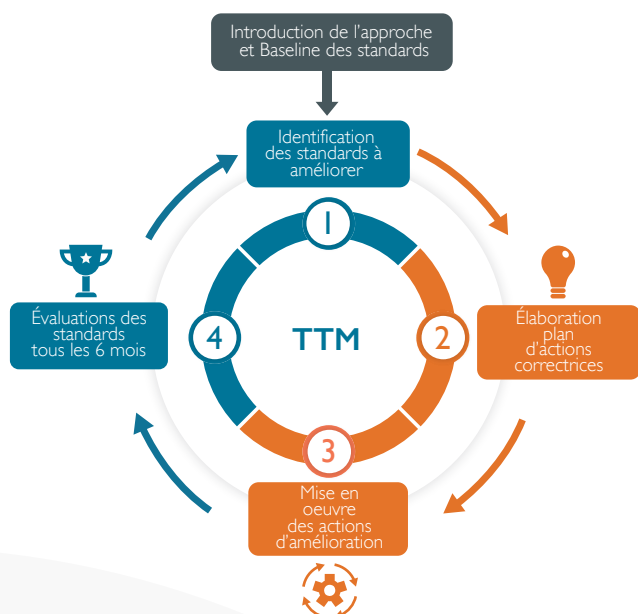 Introduction de l'approche
et Baseline des standards
Identification
des standards à
améliorer
1
Évaluations des
standards
tous les 6 mois
4
TTM
2
Élaboration
plan
d'actions
correctrices
3
Mise en
oeuvre
des actions
d'amélioration